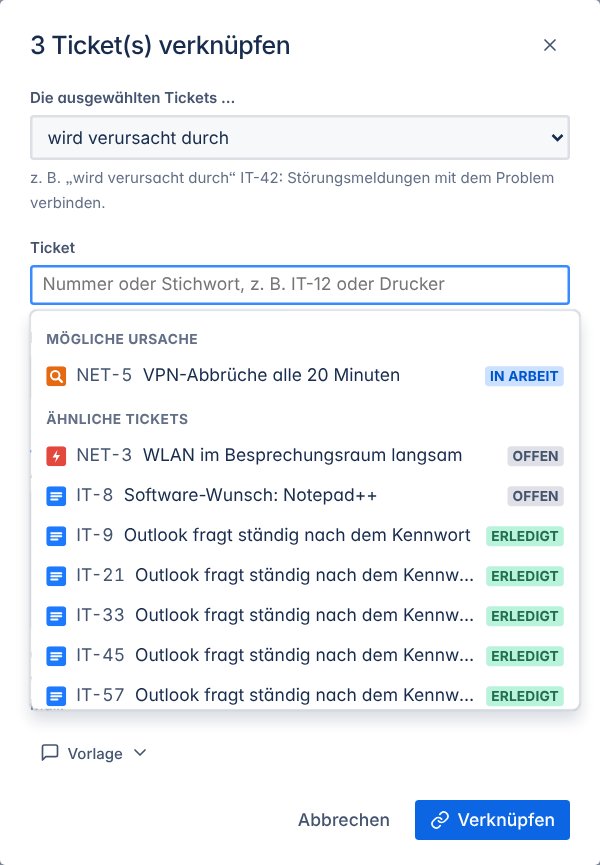 3 Ticket(s) verknüpfen
Die ausgewählten Tickets ...
wird verursacht durch
z. B. „wird verursacht durch“ IT-42: Störungsmeldungen mit dem Problem
verbinden.
Ticket
Nummer oder Stichwort, z. B. IT-12 oder Drucker
MÖGLICHE URSACHE
NET-5 VPN-Abbrüche alle 20 Minuten IN ARBEIT
ÄHNLICHE TICKETS
NET-3 WLAN im Besprechungsraum langsam OFFEN
IT-8 Software-Wunsch: Notepad++ OFFEN
IT-9 Outlook fragt ständig nach dem Kennwort ERLEDIGT
IT-21 Outlook fragt ständig nach dem Kennw... ERLEDIGT
IT-33 Outlook fragt ständig nach dem Kennw... ERLEDIGT
IT-45 Outlook fragt ständig nach dem Kennw... ERLEDIGT
IT-57 Outlook fragt ständig nach dem Kennw... ERLEDIGT
Vorlage
Abbrechen Verknüpfen